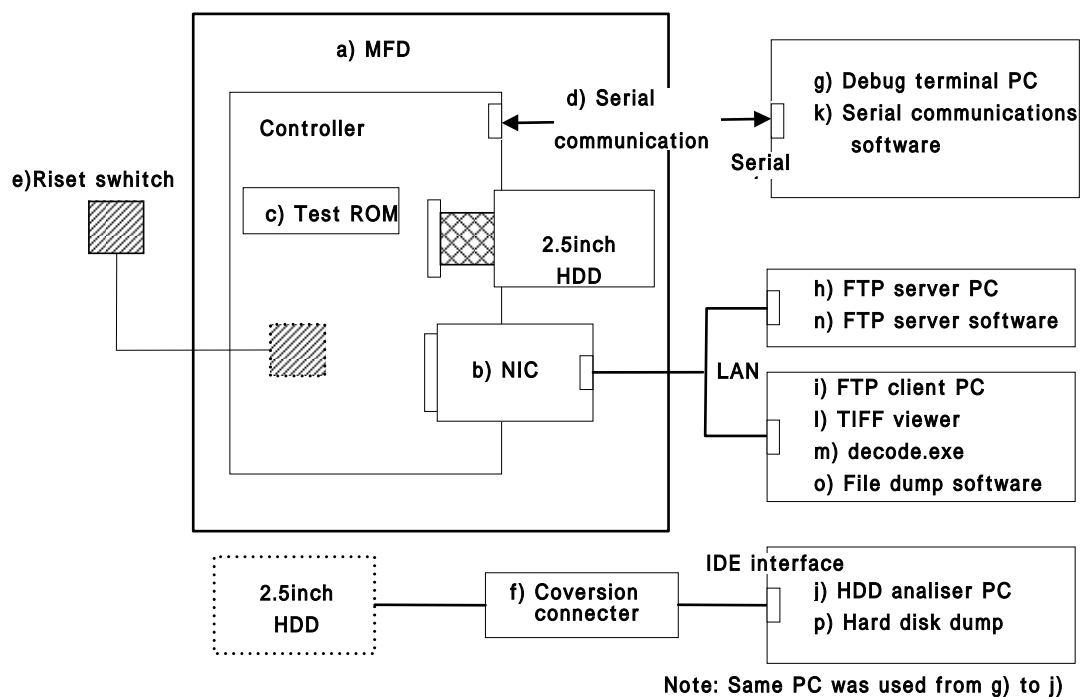 a) MFD
Controller
c) Test ROM
e)Riset swhitch
d) Serial
communication
Serial
2.5inch
HDD
b) NIC
LAN
g) Debug terminal PC
k) Serial communications
software
h) FTP server PC
n) FTP server software
i) FTP client PC
l) TIFF viewer
m) decode.exe
o) File dump software
2.5inch
HDD
f) Coversion
connecter
IDE interface
j) HDD analiser PC
p) Hard disk dump
Note: Same PC was used from g) to j)